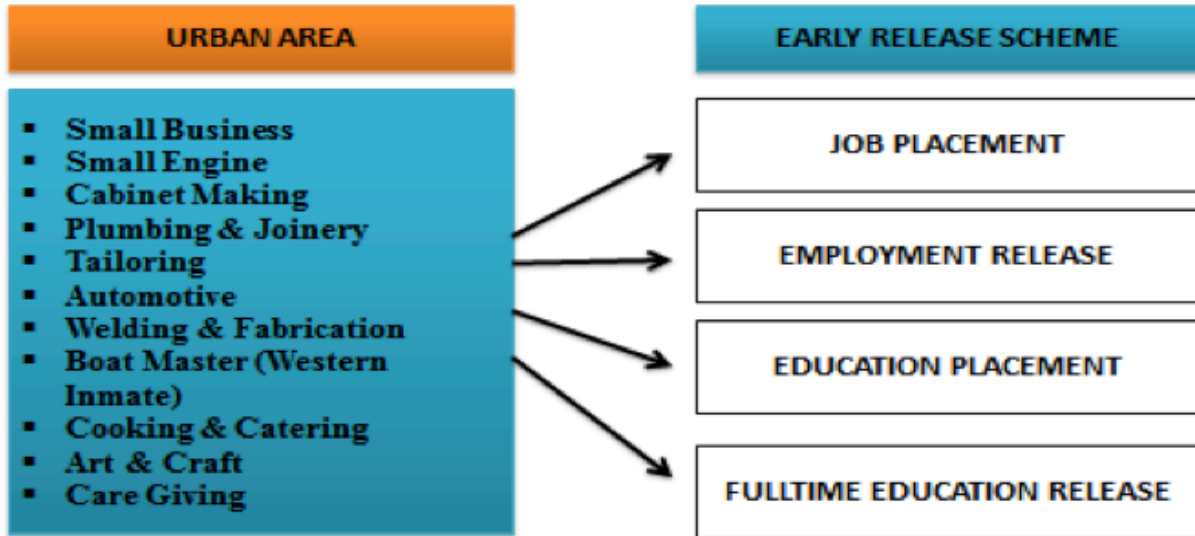 URBAN AREA
▪ Small Business
▪ Small Engine
▪ Cabinet Making
▪ Plumbing & Joinery
▪ Tailoring
▪ Automotive
▪ Welding & Fabrication
▪ Boat Master (Western
Inmate)
▪ Cooking & Catering
▪ Art & Craft
▪ Care Giving
EARLY RELEASE SCHEME
JOB PLACEMENT
EMPLOYMENT RELEASE
EDUCATION PLACEMENT
FULLTIME EDUCATION RELEASE